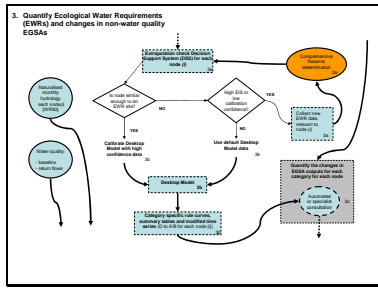 3. Quantify Ecological Water Requirements
(EWRs) and changes in non-water quality
EGSAs
Extrapolation check Decision
Support System (DSS) for each
node (i)
3b
Comprehensive
Reserve
determination
3a
Naturalised
monthly
hydrology
each node(i)
[WR90]
Is node similar
enough to an
EWR site?
High EIS or
low
calibration
confidence?
NO
YES
Collect new
EWR data
relevant to
node (i)
3a
YES
NO
Calibrate Desktop
Model with high
confidence data
3b
Use default Desktop
Model data
3b
Water quality:
- baseline
- return flows
Quantify the changes in
EGSA outputs for each
category for each node
Desktop Model
3b
Automated
or specialist
consultation
3c
Category specific rule curves,
summary tables and modified time
series (D to A/B for each node (i))